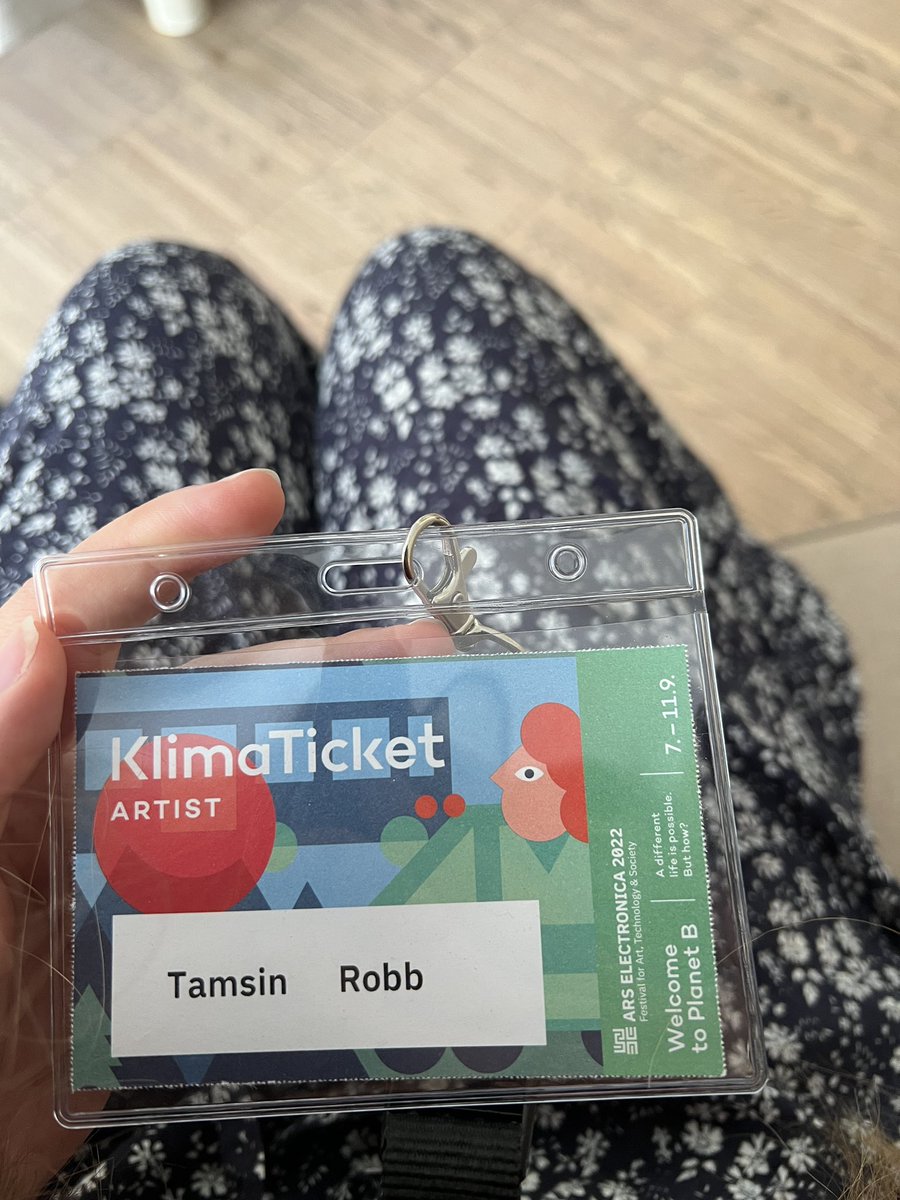 KlimaTicket
ARTIST
Tamsin Robb
ARS ELECTRONICA 2022
Festival for Art, Technology & Society
Welcome
to Planet B
A different
life is possible.
But how?
7. – 11.9.